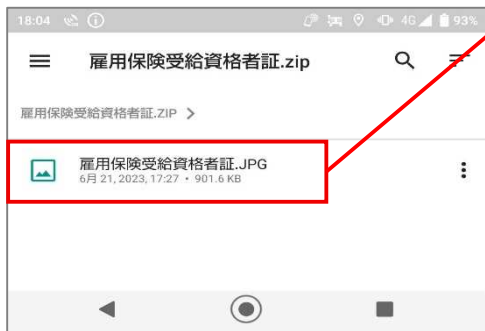 18:04 4G 93%
雇用保険受給資格者証.zip
雇用保険受給資格者証.ZIP
雇用保険受給資格者証.JPG
6月 21, 2023, 17:27 • 901.6 KB